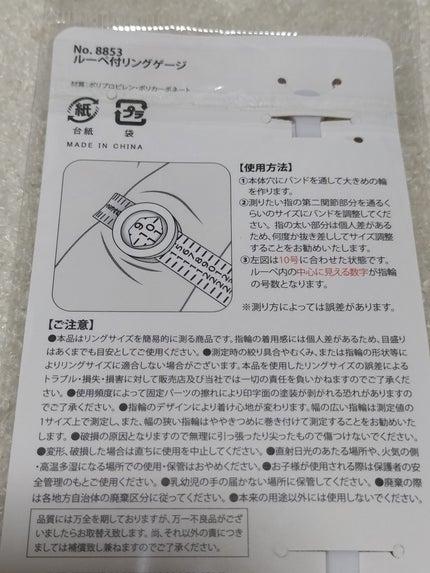 No. 8853
ルーペ付リングゲージ
材質：ポリプロピレン・ポリカーボネート
紙
プラ
台紙
袋
MADE IN CHINA
【使用方法】
①本体穴にバンドを通して大きめの輪
を作ります。
②測りたい指の第二関節部分を通るく
らいのサイズにバンドを調整してくだ
さい。指の太い部分は個人差がある
ため、何度か抜き差ししてサイズ調整
することをお勧めいたします。
③左図は10号に合わせた状態です。
ルーペ内の中心に見える数字が指輪
の号数となります。
※測り方によっては誤差があります。
【ご注意】
●本品はリングサイズを簡易的に測る商品です。指輪の着用感には個人差があるため、目盛り
はあくまでも目安としてご使用ください。●測定時の絞り具合やむくみ、または指輪の形状等に
よりリングサイズに適合しない場合がございます。本品を使用したリングサイズの誤差による
トラブル・損失・損害に対して販売店及び当社では一切の責任を負いかねますのでご了承くだ
さい。●使用頻度によって固定パーツの擦れにより印字面の塗装が剥がれる恐れがありますの
でご了承ください。●指輪のデザインにより着け心地が変わります。幅の広い指輪は測定値の
1サイズ上で測定し、また、幅の狭い指輪はややきつめに巻き付けて測定することをお勧めいた
します。●破損の原因となりますので無理に引っ張ったり尖ったもので傷つけないでください。
●変形、破損した場合は直ちに使用を中止してください。●直射日光のあたる場所や、火気の側
・高温多湿になる場所での使用・保管はおやめください。●お子様が使用される際は保護者の安
全管理のもとご使用ください。●乳幼児の手の届かない場所に保管してください。●廃棄の際
は各地方自治体の廃棄区分に従ってください。●本来の用途以外には使用しないでください。
品質には万全を期しておりますが、万一不良品がござ
いましたらお取替え致します。尚、それ以外の責につき
ましては補償致し兼ねますのでご了承ください。